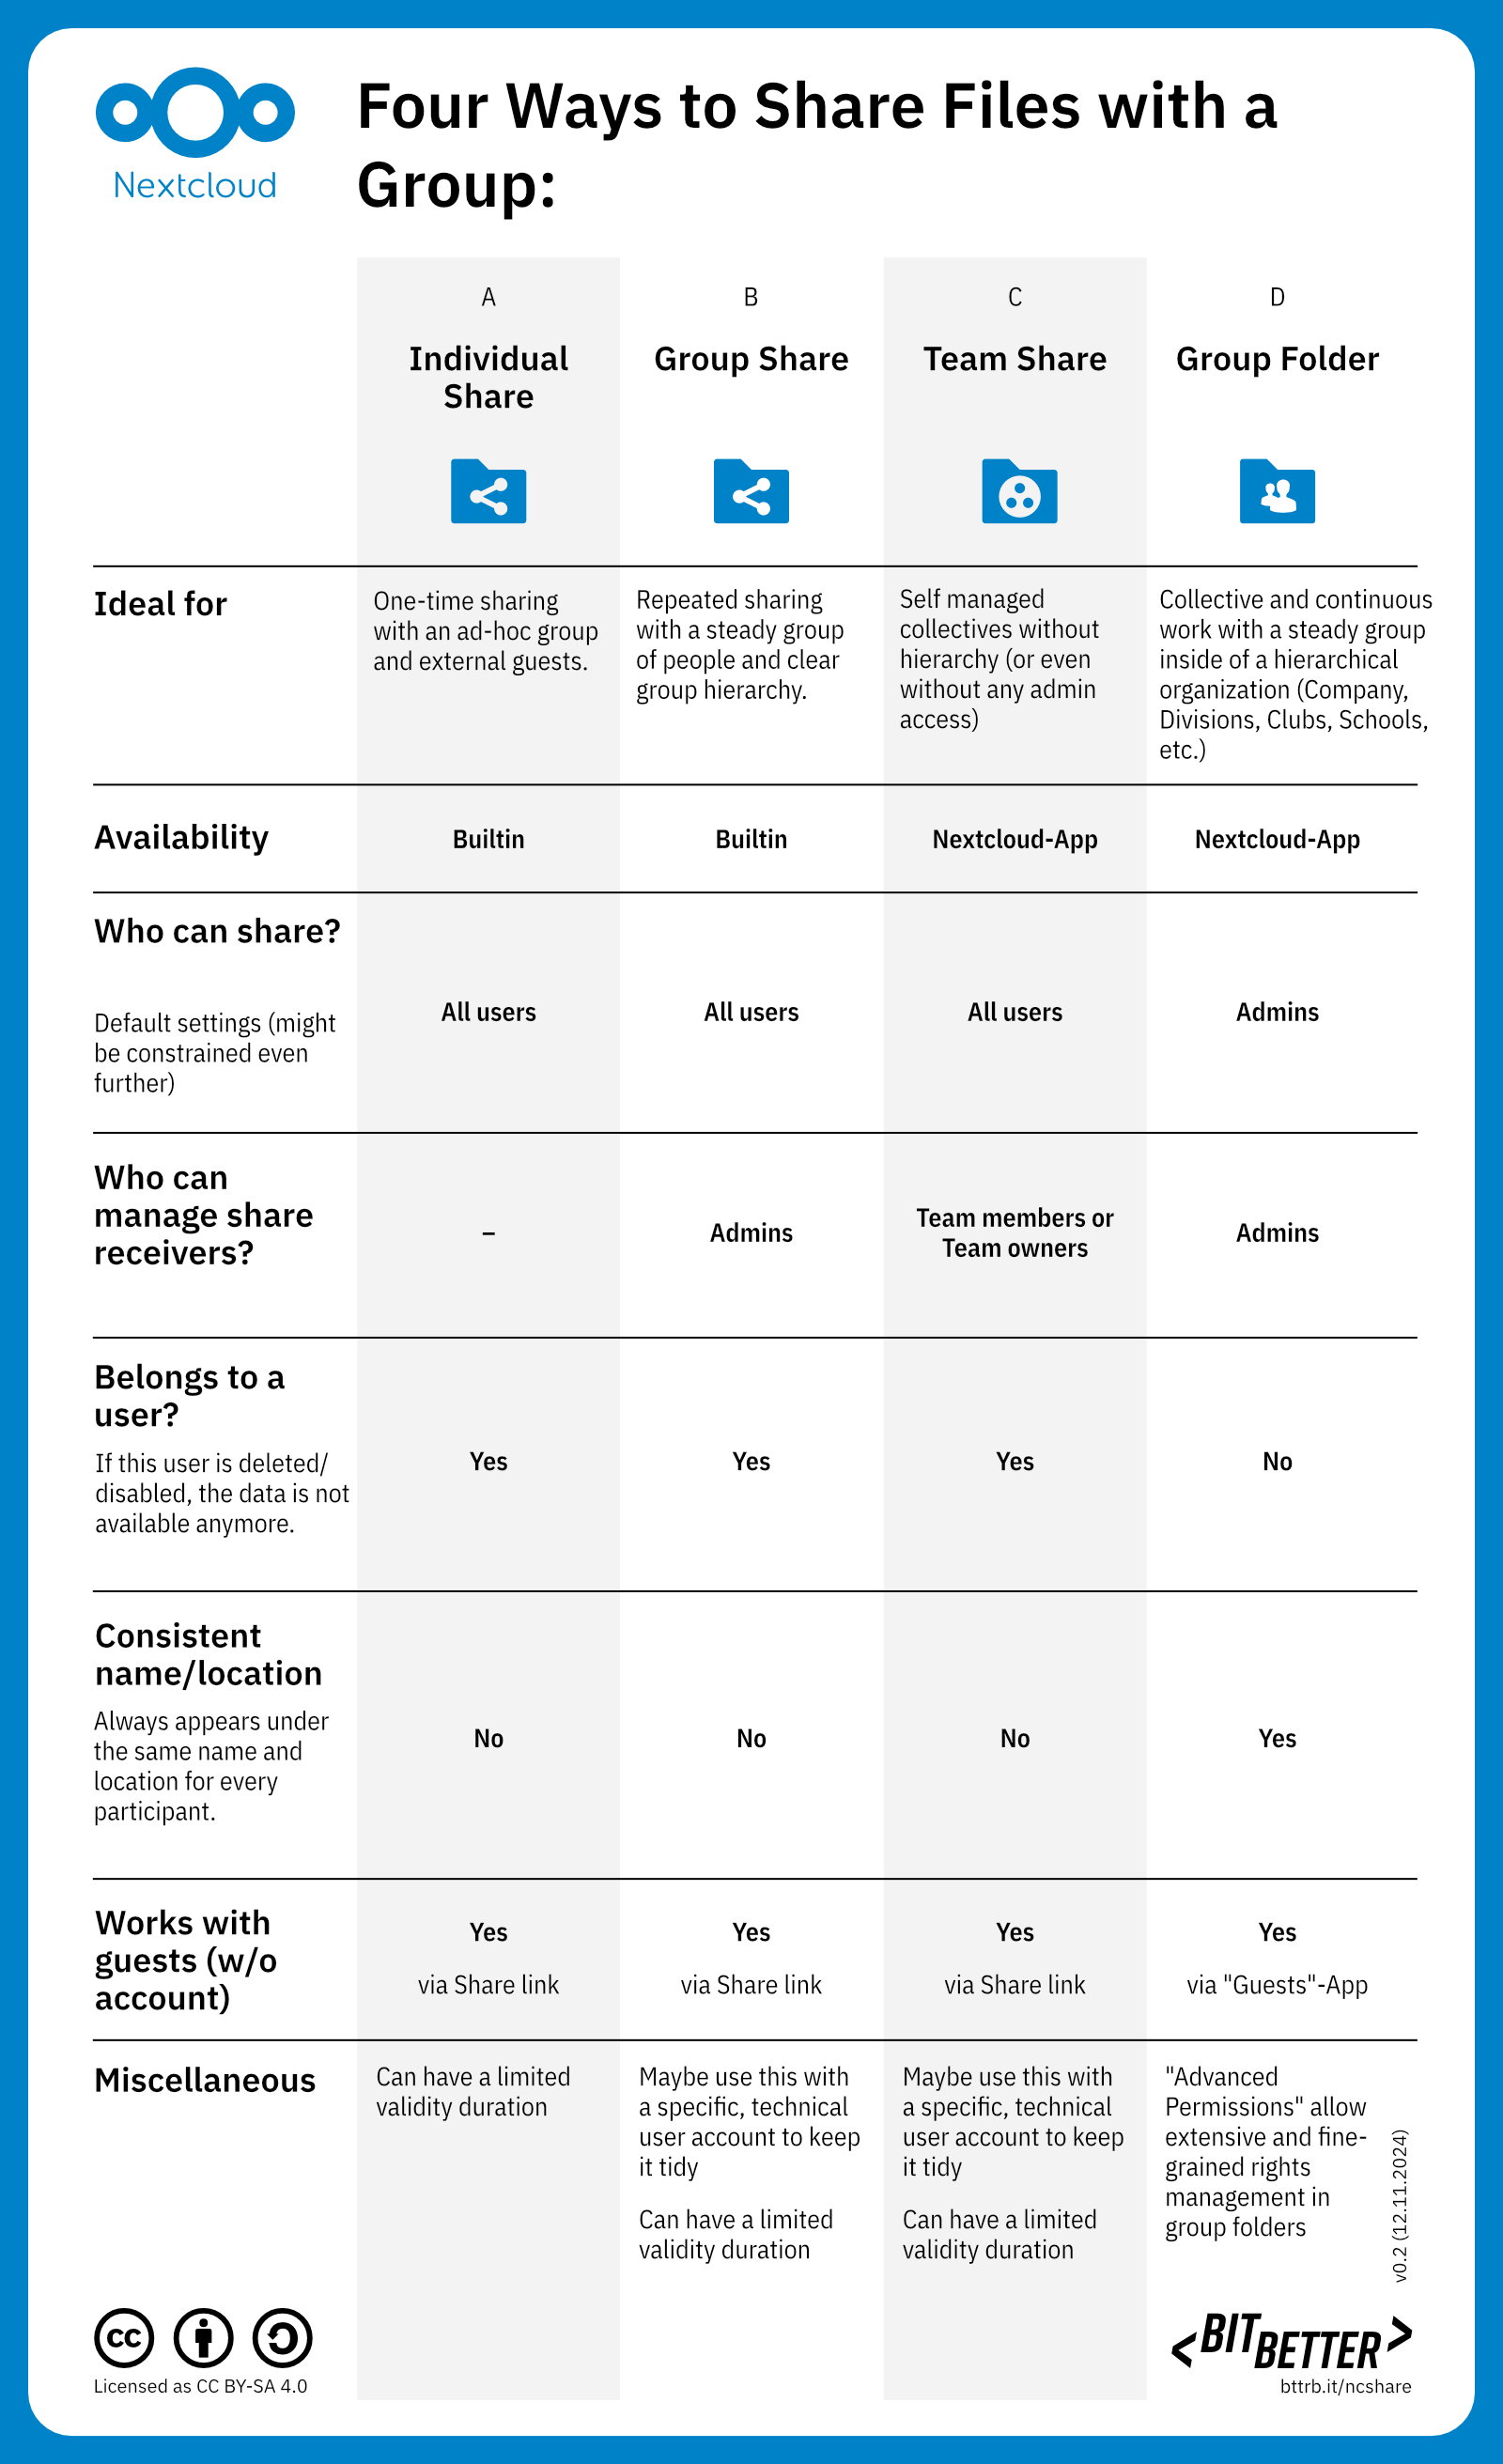 Nextcloud
Four Ways to Share Files with a
Group:
A
Individual
Share
B
Group Share
C
Team Share
D
Group Folder
Ideal for
One-time sharing
with an ad-hoc group
and external guests.
Repeated sharing
with a steady group
of people and clear
group hierarchy.
Self managed
collectives without
hierarchy (or even
without any admin
access)
Collective and continuous
work with a steady group
inside of a hierarchical
organization (Company,
Divisions, Clubs, Schools,
etc.)
Availability
Builtin
Builtin
Nextcloud-App
Nextcloud-App
Who can share?
Default settings (might
be constrained even
further)
All users
All users
All users
Admins
Who can
manage share
receivers?
–
Admins
Team members or
Team owners
Admins
Belongs to a
user?
If this user is deleted/
disabled, the data is not
available anymore.
Yes
Yes
Yes
No
Consistent
name/location
Always appears under
the same name and
location for every
participant.
No
No
No
Yes
Works with
guests (w/o
account)
Yes
via Share link
Yes
via Share link
Yes
via Share link
Yes
via "Guests"-App
Miscellaneous
Can have a limited
validity duration
Maybe use this with
a specific, technical
user account to keep
it tidy
Can have a limited
validity duration
Maybe use this with
a specific, technical
user account to keep
it tidy
Can have a limited
validity duration
"Advanced
Permissions" allow
extensive and fine-
grained rights
management in
group folders
v0.2 (12.11.2024)
cc
Licensed as CC BY-SA 4.0
<BITBETTER>
bttrb.it/ncshare